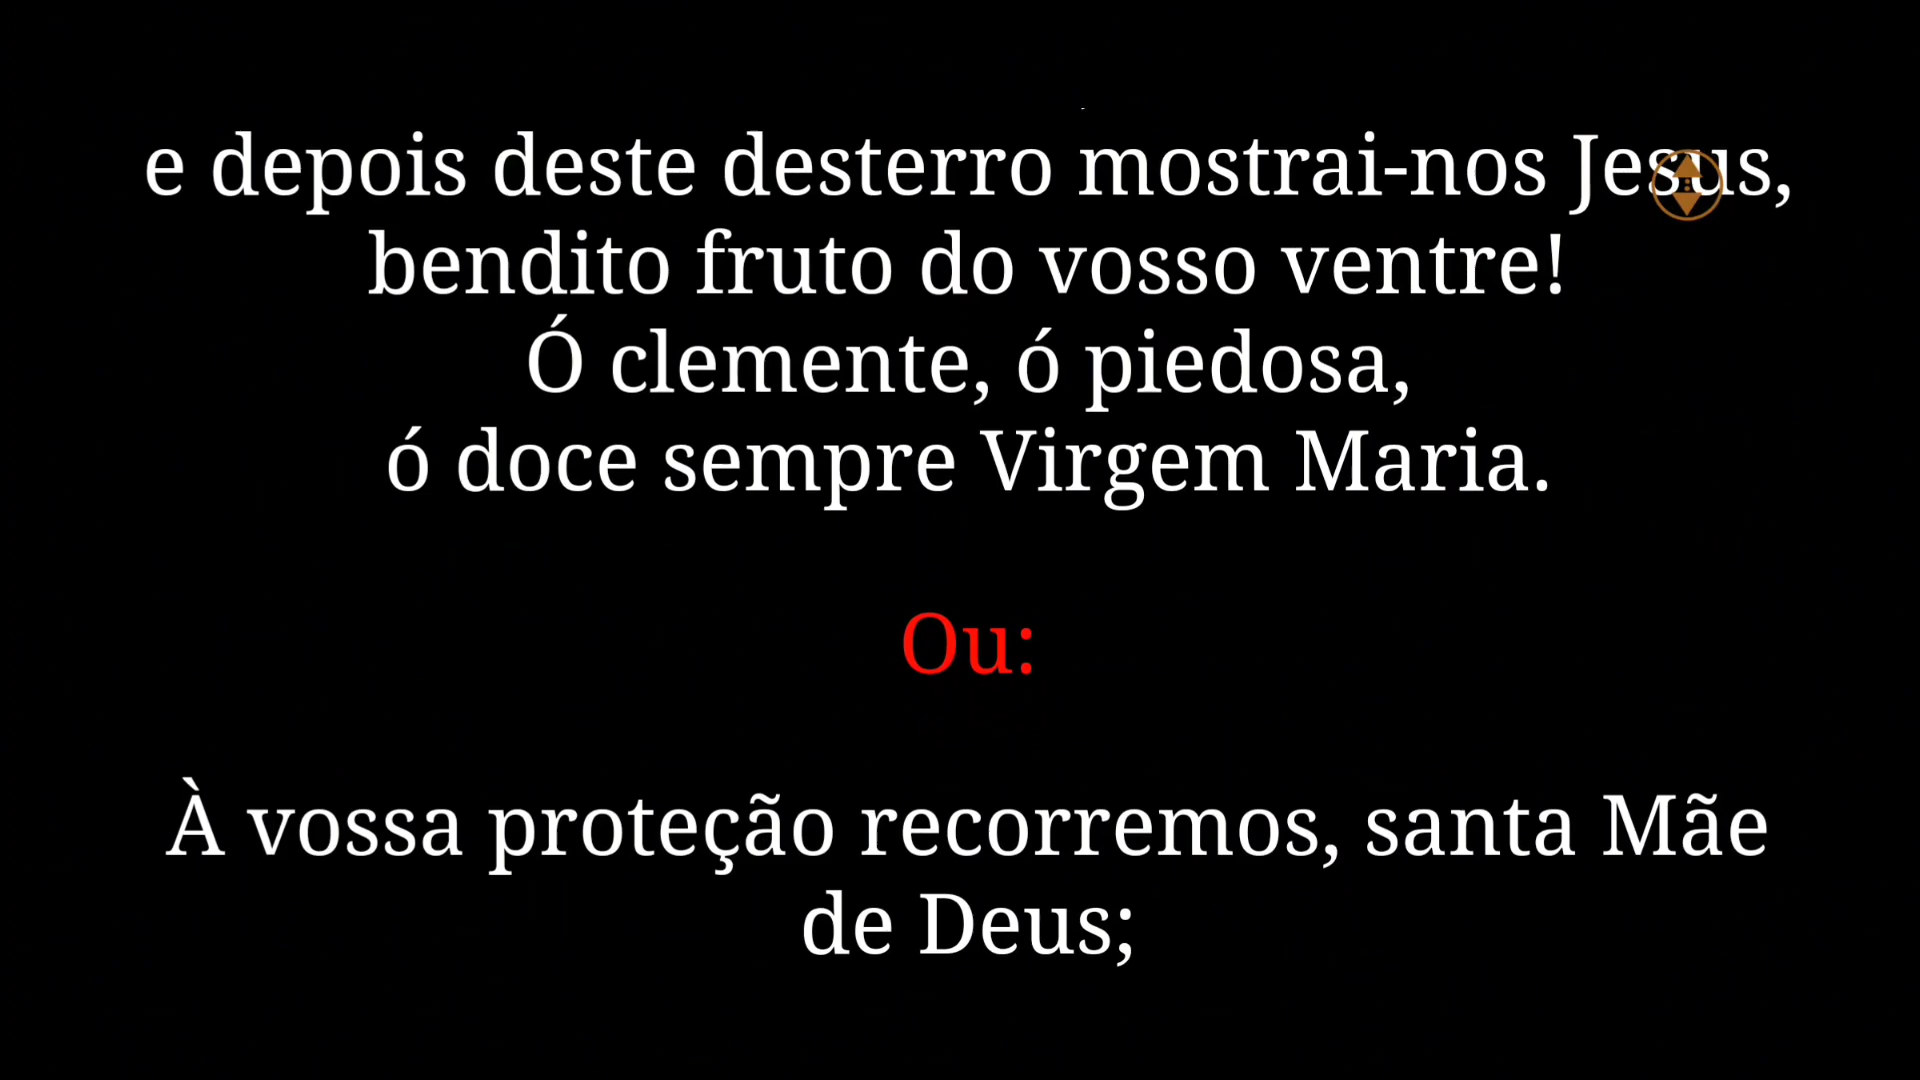 e depois deste desterro mostrai-nos Jesus,
bendito fruto do vosso ventre!
Ó clemente, ó piedosa,
ó doce sempre Virgem Maria.
Ou:
À vossa proteção recorremos, santa Mãe
de Deus;